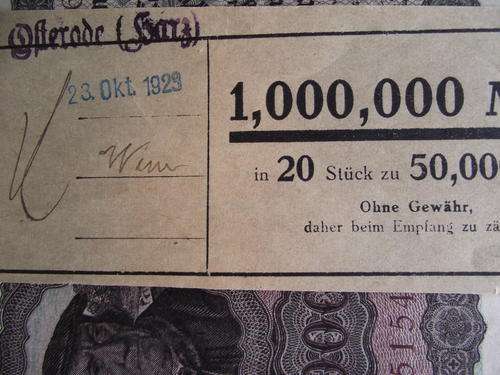 Osterode (Harz)
23. Okt. 1923
1,000,000 M
in 20 Stück zu 50,00
Ohne Gewähr,
daher beim Empfang zu zä
5154